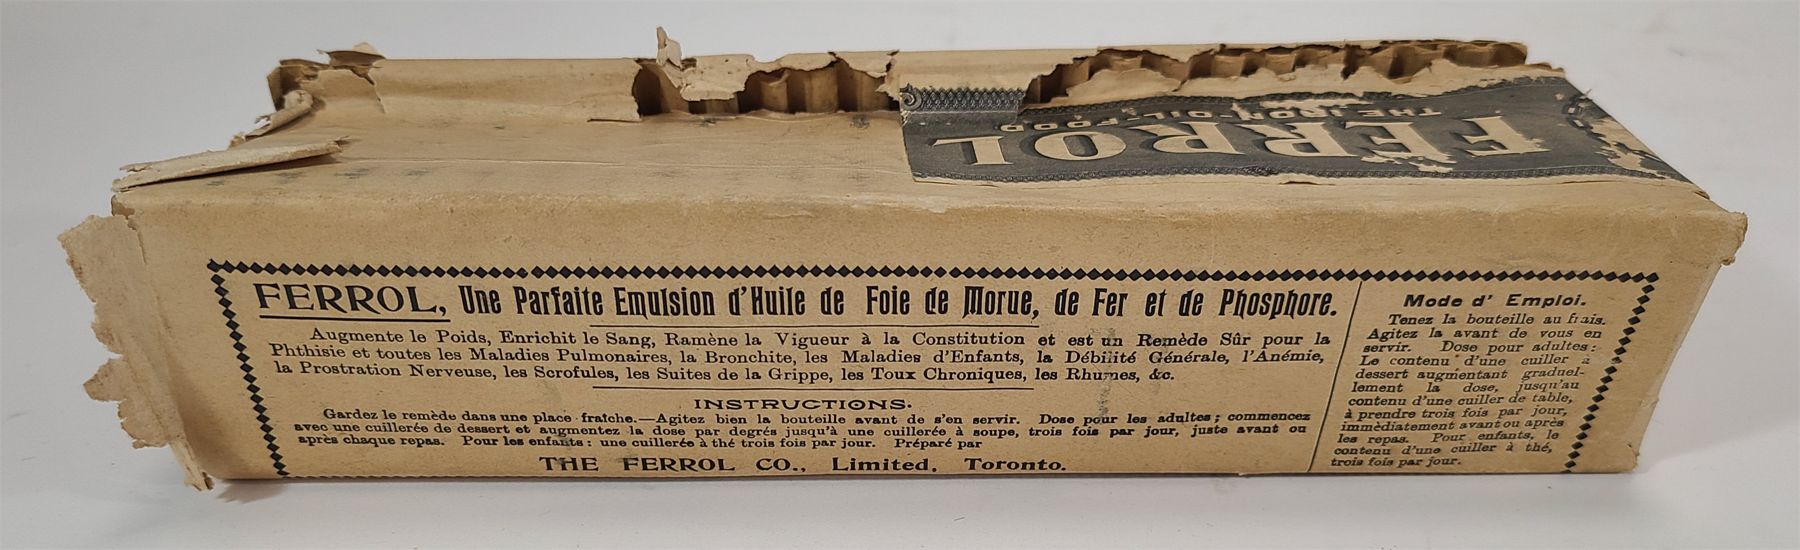 FERROL
THE IRON-OIL FOOD
FERROL, Une Parfaite Emulsion d'Huile de Foie de Morue, de Fer et de Phosphore.
Augmente le Poids, Enrichit le Sang, Ramène la Vigueur à la Constitution et est un Remède Sûr pour la
Phthisie et toutes les Maladies Pulmonaires, la Bronchite, les Maladies d'Enfants, la Débilité Générale, l'Anémie,
la Prostration Nerveuse, les Scrofules, les Suites de la Grippe, les Toux Chroniques, les Rhumes, &c.
INSTRUCTIONS.
Gardez le remède dans une place fraîche.—Agitez bien la bouteille avant de s'en servir. Dose pour les adultes; commencez
avec une cuillerée de dessert et augmentez la dose par degrés jusqu'à une cuillerée à soupe, trois fois par jour, juste avant ou
après chaque repas. Pour les enfants: une cuillerée à thé trois fois par jour. Préparé par
THE FERROL CO., Limited, Toronto.
Mode d' Emploi.
Tenez la bouteille au frais.
Agitez la avant de vous en
servir. Dose pour adultes:
Le contenu d'une cuiller à
dessert augmentant graduel-
lement la dose, jusqu'au
contenu d'une cuiller de table,
à prendre trois fois par jour,
immèdiatement avant ou après
les repas. Pour enfants, le
contenu d'une cuiller à thé,
trois fois par jour.